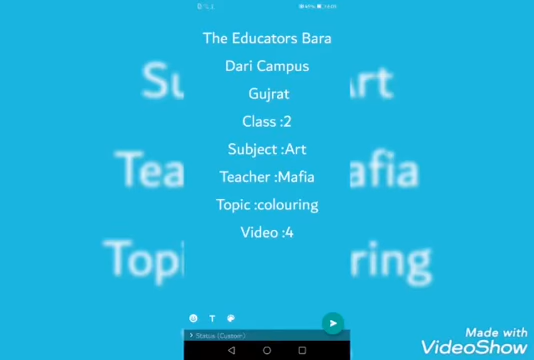 The Educators Bara
Dari Campus
Gujrat
Class :2
Subject :Art
Teacher :Mafia
Topic :colouring
Video :4
T
Status (Custom)
Made with
VideoShow